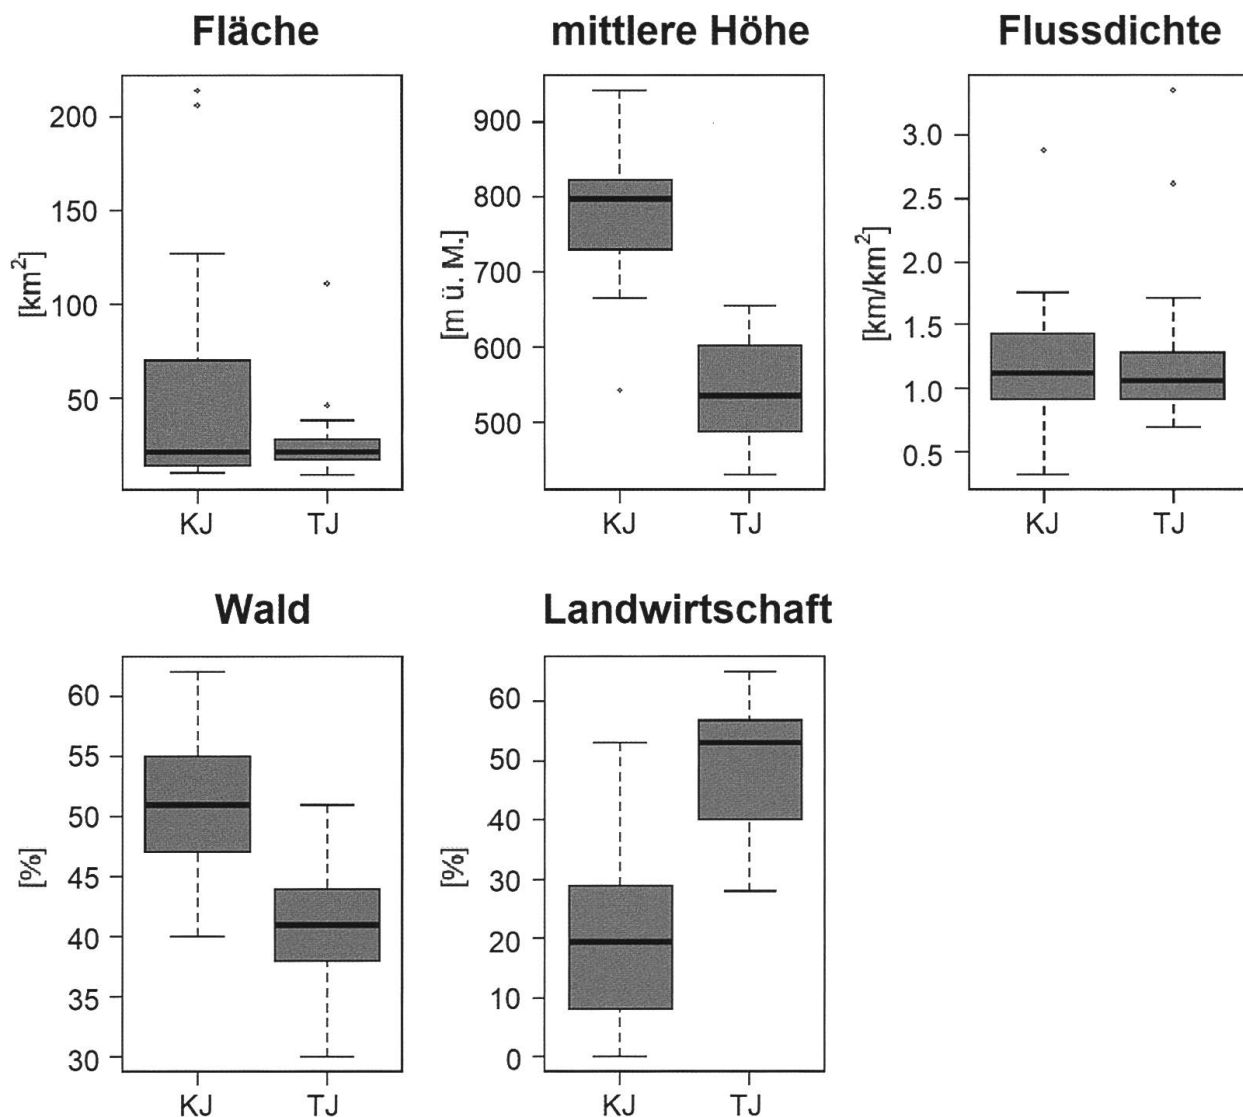 Fläche
[km²]
200
150
100
50
KJ TJ
mittlere Höhe
[m ü. M.]
900
800
700
600
500
KJ TJ
Flussdichte
[km/km²]
3.0
2.5
2.0
1.5
1.0
0.5
KJ TJ
Wald
[%]
60
55
50
45
40
35
30
KJ TJ
Landwirtschaft
[%]
60
50
40
30
20
10
0
KJ TJ